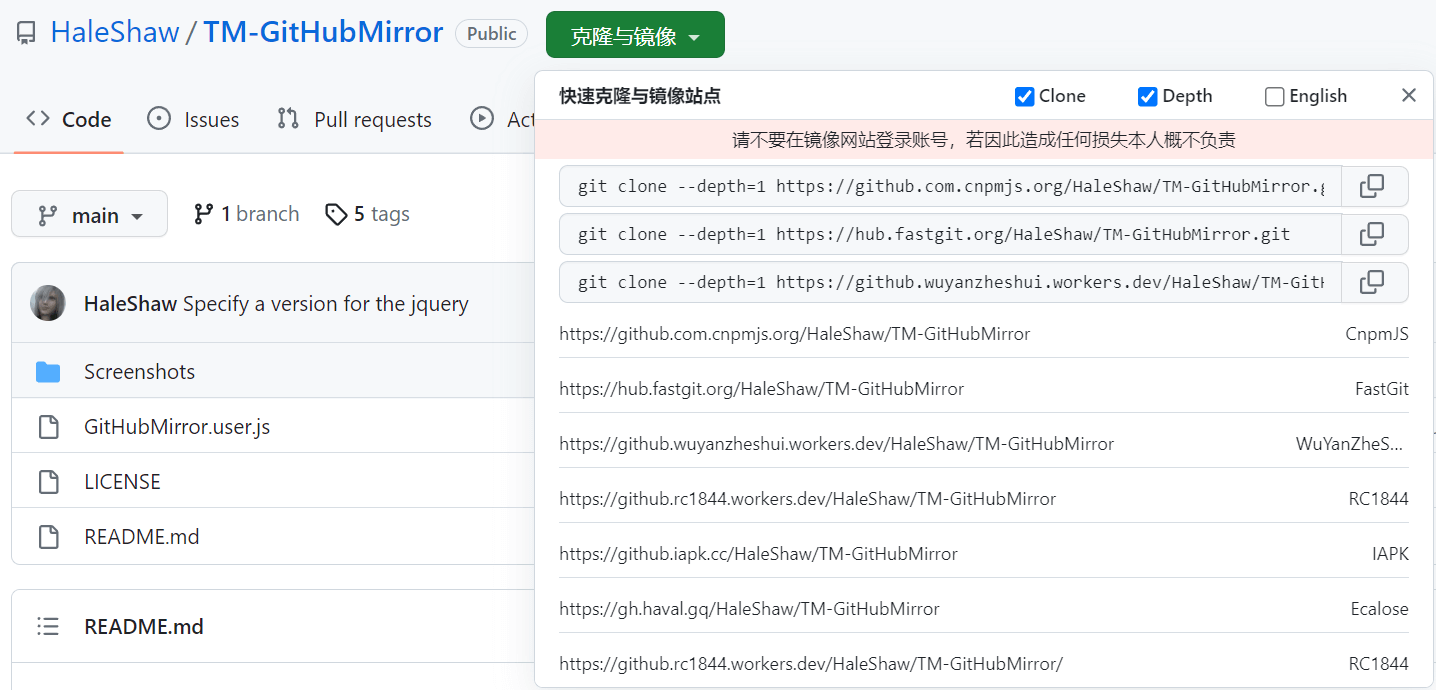 HaleShaw / TM-GitHubMirror Public 克隆与镜像
快速克隆与镜像站点 Clone Depth English
Code Issues Pull requests
请不要在镜像网站登录账号，若因此造成任何损失本人概不负责
git clone --depth=1 https://github.com.cnpmjs.org/HaleShaw/TM-GitHubMirror.g
main 1 branch 5 tags
git clone --depth=1 https://hub.fastgit.org/HaleShaw/TM-GitHubMirror.git
git clone --depth=1 https://github.wuyanzheshui.workers.dev/HaleShaw/TM-GitH
HaleShaw Specify a version for the jquery
https://github.com.cnpmjs.org/HaleShaw/TM-GitHubMirror CnpmJS
Screenshots
https://hub.fastgit.org/HaleShaw/TM-GitHubMirror FastGit
GitHubMirror.user.js
https://github.wuyanzheshui.workers.dev/HaleShaw/TM-GitHubMirror WuYanZheS...
LICENSE
https://github.rc1844.workers.dev/HaleShaw/TM-GitHubMirror RC1844
README.md
https://github.iapk.cc/HaleShaw/TM-GitHubMirror IAPK
https://gh.haval.gq/HaleShaw/TM-GitHubMirror Ecalose
README.md
https://github.rc1844.workers.dev/HaleShaw/TM-GitHubMirror/ RC1844